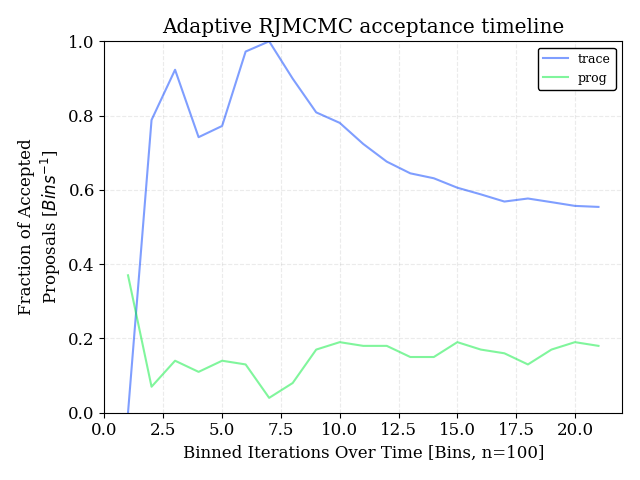 Adaptive RJMCMC acceptance timeline
trace
prog
1.0
0.8
0.6
0.4
0.2
0.0
Fraction of Accepted
Proposals [Bins⁻¹]
0.0 2.5 5.0 7.5 10.0 12.5 15.0 17.5 20.0
Binned Iterations Over Time [Bins, n=100]